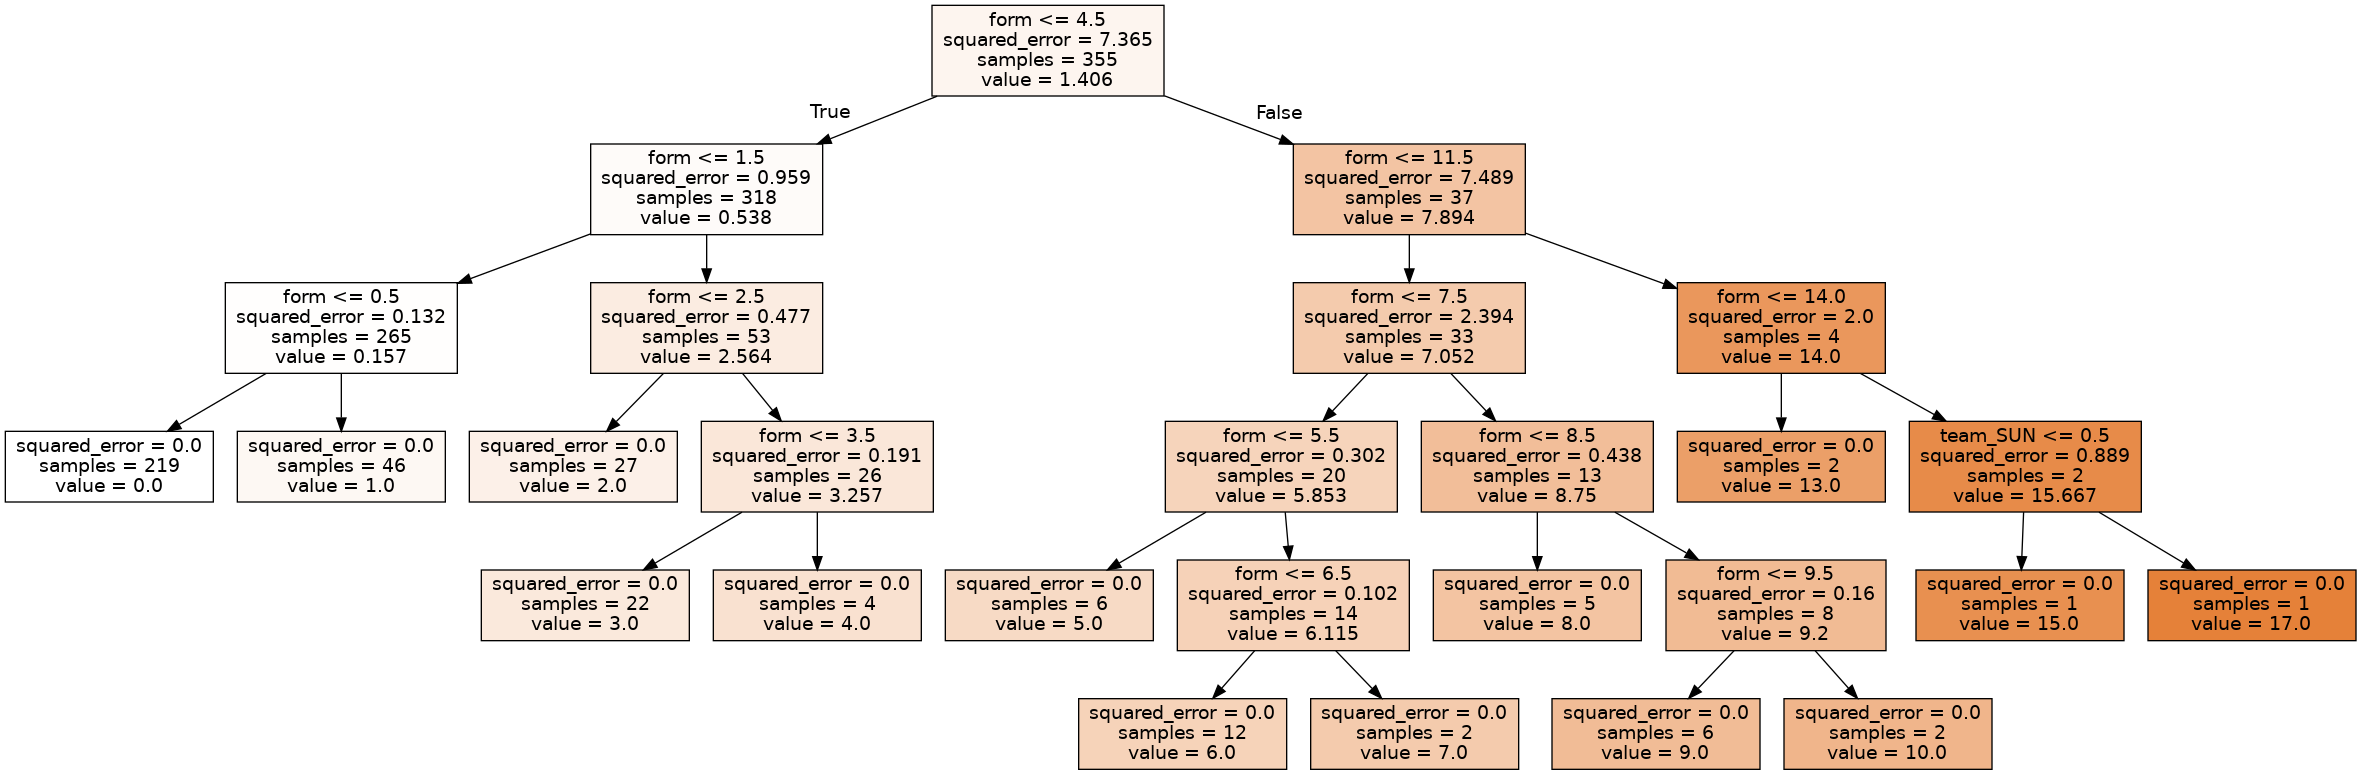 form <= 4.5
squared_error = 7.365
samples = 355
value = 1.406
True
False
form <= 1.5
squared_error = 0.959
samples = 318
value = 0.538
form <= 11.5
squared_error = 7.489
samples = 37
value = 7.894
form <= 0.5
squared_error = 0.132
samples = 265
value = 0.157
form <= 2.5
squared_error = 0.477
samples = 53
value = 2.564
form <= 7.5
squared_error = 2.394
samples = 33
value = 7.052
form <= 14.0
squared_error = 2.0
samples = 4
value = 14.0
squared_error = 0.0
samples = 219
value = 0.0
squared_error = 0.0
samples = 46
value = 1.0
squared_error = 0.0
samples = 27
value = 2.0
form <= 3.5
squared_error = 0.191
samples = 26
value = 3.257
form <= 5.5
squared_error = 0.302
samples = 20
value = 5.853
form <= 8.5
squared_error = 0.438
samples = 13
value = 8.75
squared_error = 0.0
samples = 2
value = 13.0
team_SUN <= 0.5
squared_error = 0.889
samples = 2
value = 15.667
squared_error = 0.0
samples = 22
value = 3.0
squared_error = 0.0
samples = 4
value = 4.0
squared_error = 0.0
samples = 6
value = 5.0
form <= 6.5
squared_error = 0.102
samples = 14
value = 6.115
squared_error = 0.0
samples = 5
value = 8.0
form <= 9.5
squared_error = 0.16
samples = 8
value = 9.2
squared_error = 0.0
samples = 1
value = 15.0
squared_error = 0.0
samples = 1
value = 17.0
squared_error = 0.0
samples = 12
value = 6.0
squared_error = 0.0
samples = 2
value = 7.0
squared_error = 0.0
samples = 6
value = 9.0
squared_error = 0.0
samples = 2
value = 10.0